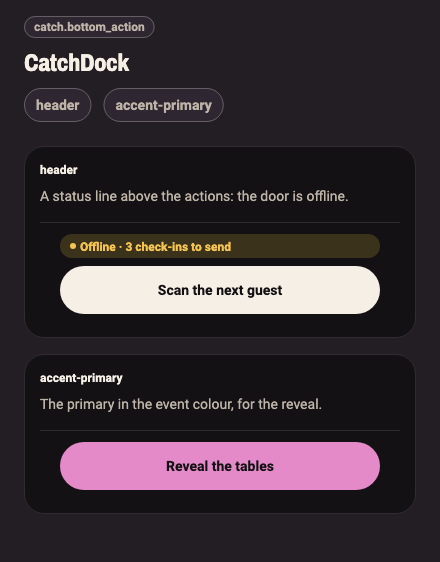 catch.bottom_action
CatchDock
header
accent-primary
header
A status line above the actions: the door is offline.
Offline · 3 check-ins to send
Scan the next guest
accent-primary
The primary in the event colour, for the reveal.
Reveal the tables